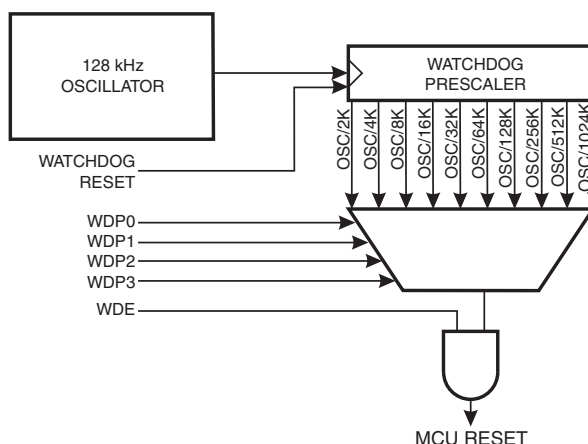 128 kHz
OSCILLATOR
WATCHDOG
PRESCALER
OSC/2K
OSC/4K
OSC/8K
OSC/16K
OSC/32K
OSC/64K
OSC/128K
OSC/256K
OSC/512K
OSC/1024K
WATCHDOG
RESET
WDP0
WDP1
WDP2
WDP3
WDE
MCU RESET